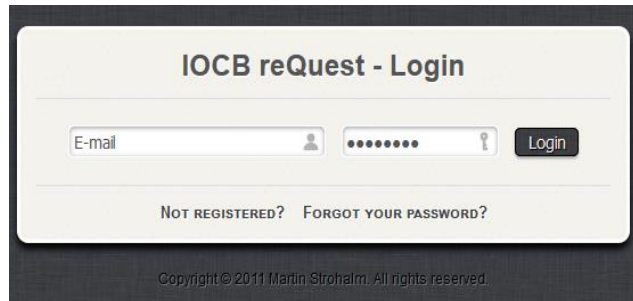 IOCB reQuest - Login
E-mail •••••••• Login
NOT REGISTERED? FORGOT YOUR PASSWORD?
Copyright © 2011 Martin Strohalm. All rights reserved.